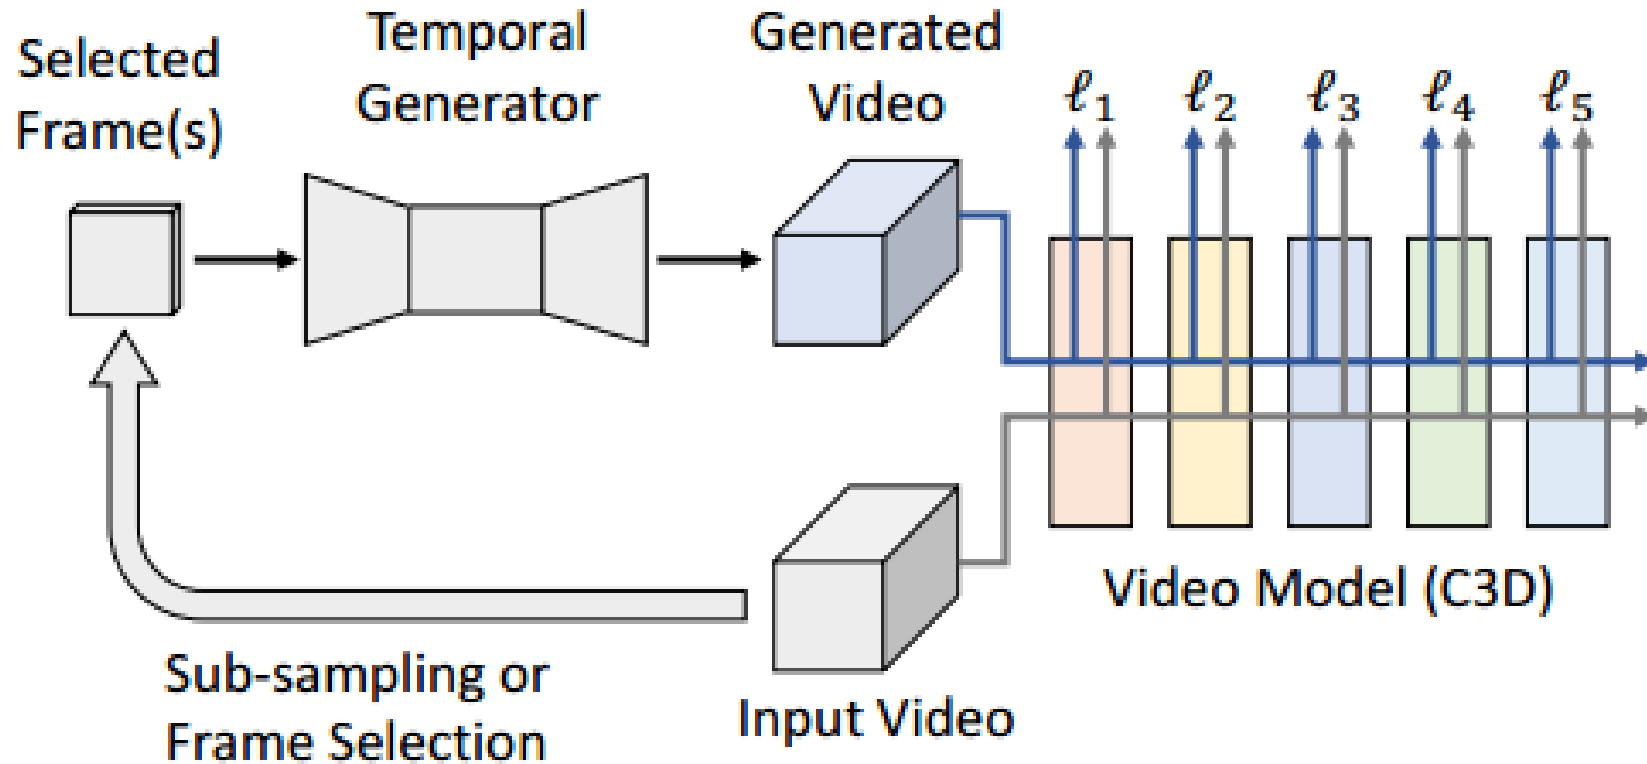 Selected
Frame(s)
Temporal
Generator
Generated
Video
ℓ1 ℓ2 ℓ3 ℓ4 ℓ5
Video Model (C3D)
Sub-sampling or
Frame Selection
Input Video